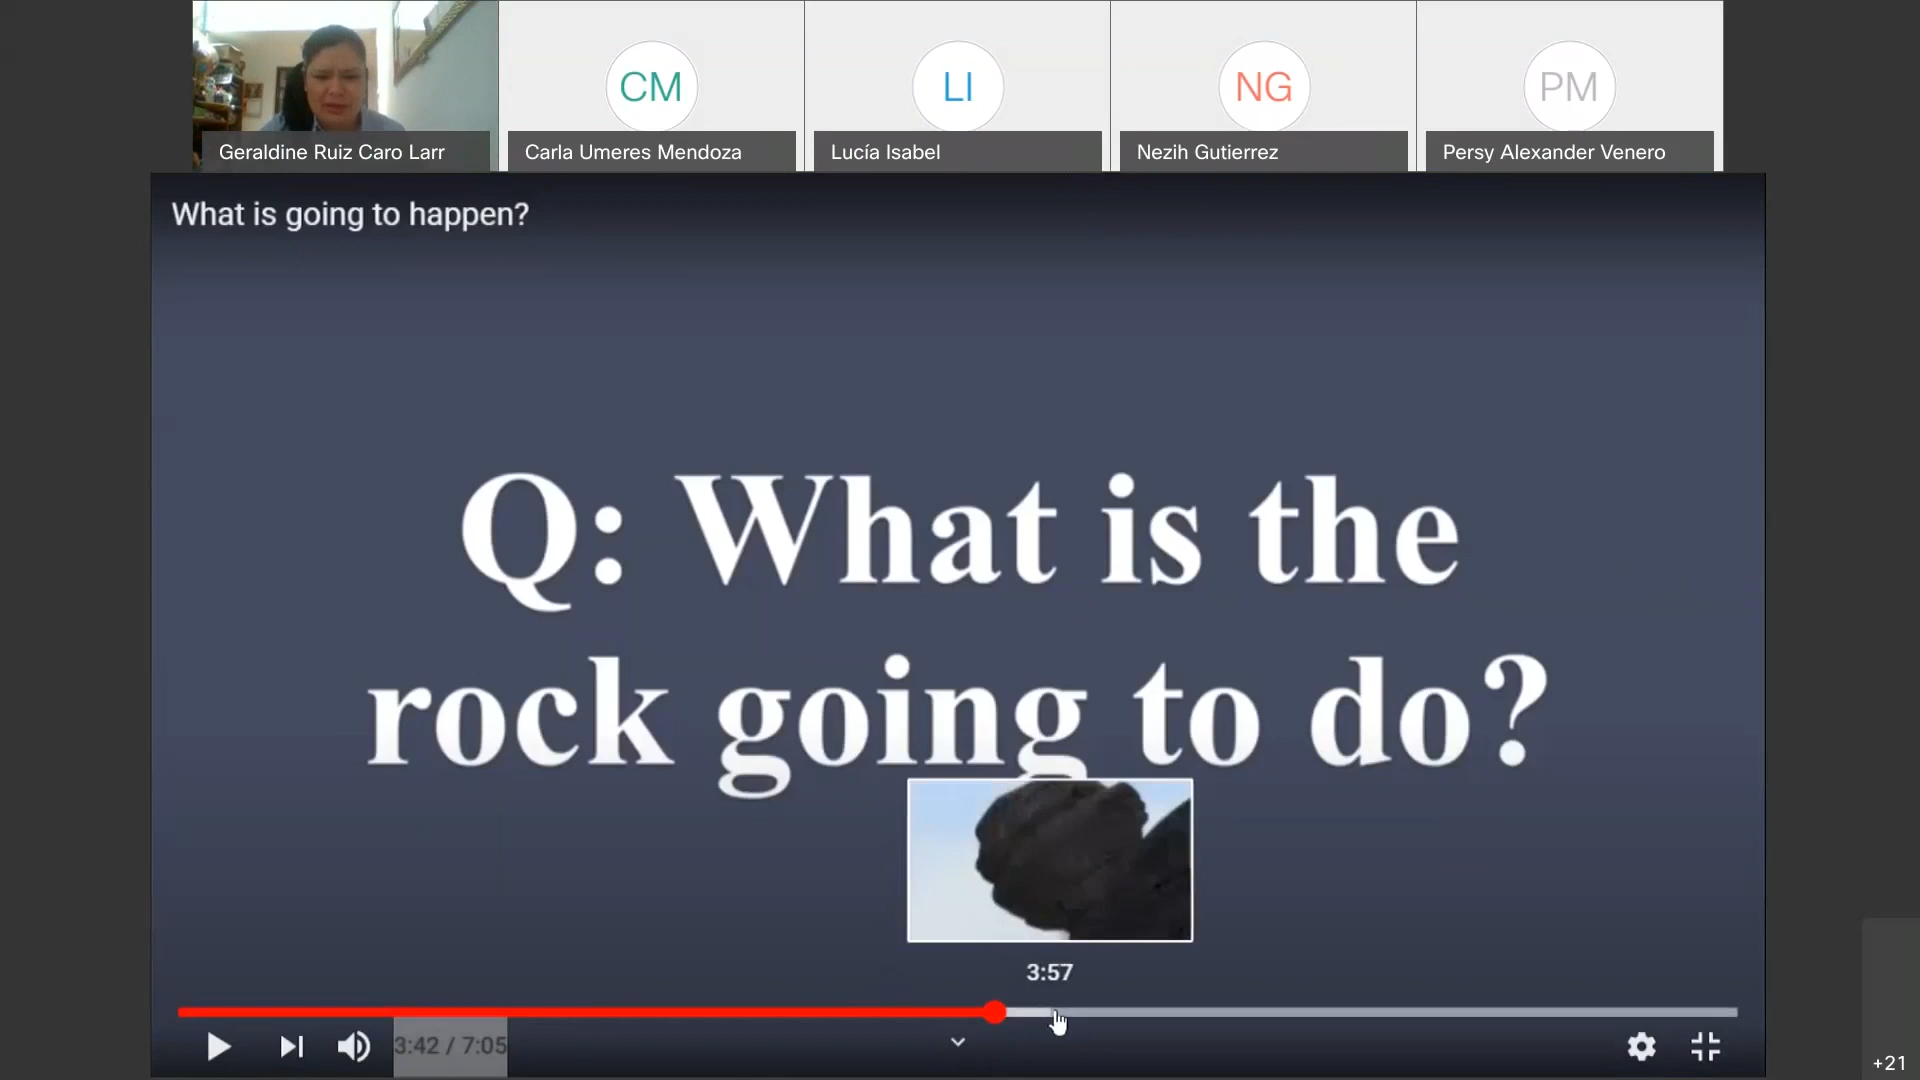 CM
LI
NG
PM
Geraldine Ruiz Caro Larr
Carla Umeres Mendoza
Lucía Isabel
Nezih Gutierrez
Persy Alexander Venero
What is going to happen?
Q: What is the
rock going to do?
3:57
3:42 / 7:05
+21